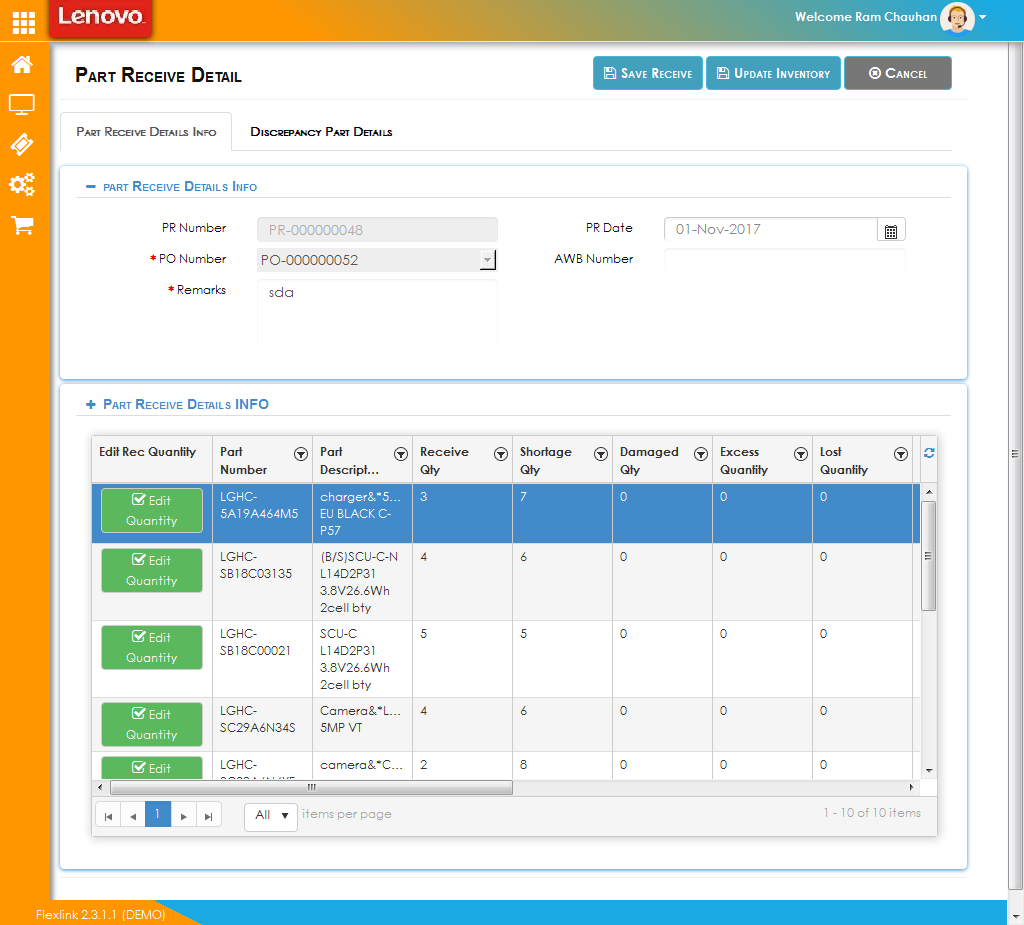 Lenovo
Welcome Ram Chauhan
Part Receive Detail
Save Receive
Update Inventory
Cancel
Part Receive Details Info
Discrepancy Part Details
part Receive Details Info
PR Number
PR-000000048
PR Date
01-Nov-2017
* PO Number
PO-000000052
AWB Number
* Remarks
sda
Part Receive Details INFO
Edit Rec Quantity
Part
Number
Part
Descript...
Receive
Qty
Shortage
Qty
Damaged
Qty
Excess
Quantity
Lost
Quantity
Edit
Quantity
LGHC-
5A19A464M5
charger&*5...
EU BLACK C-
P57
3
7
0
0
0
Edit
Quantity
LGHC-
SB18C03135
(B/S)SCU-C-N
L14D2P31
3.8V26.6Wh
2cell bty
4
6
0
0
0
Edit
Quantity
LGHC-
SB18C00021
SCU-C
L14D2P31
3.8V26.6Wh
2cell bty
5
5
0
0
0
Edit
Quantity
LGHC-
SC29A6N34S
Camera&*L...
5MP VT
4
6
0
0
0
Edit
LGHC-
camera&*C...
2
8
0
0
0
1
All
items per page
1 - 10 of 10 items
Flexlink 2.3.1.1 (DEMO)